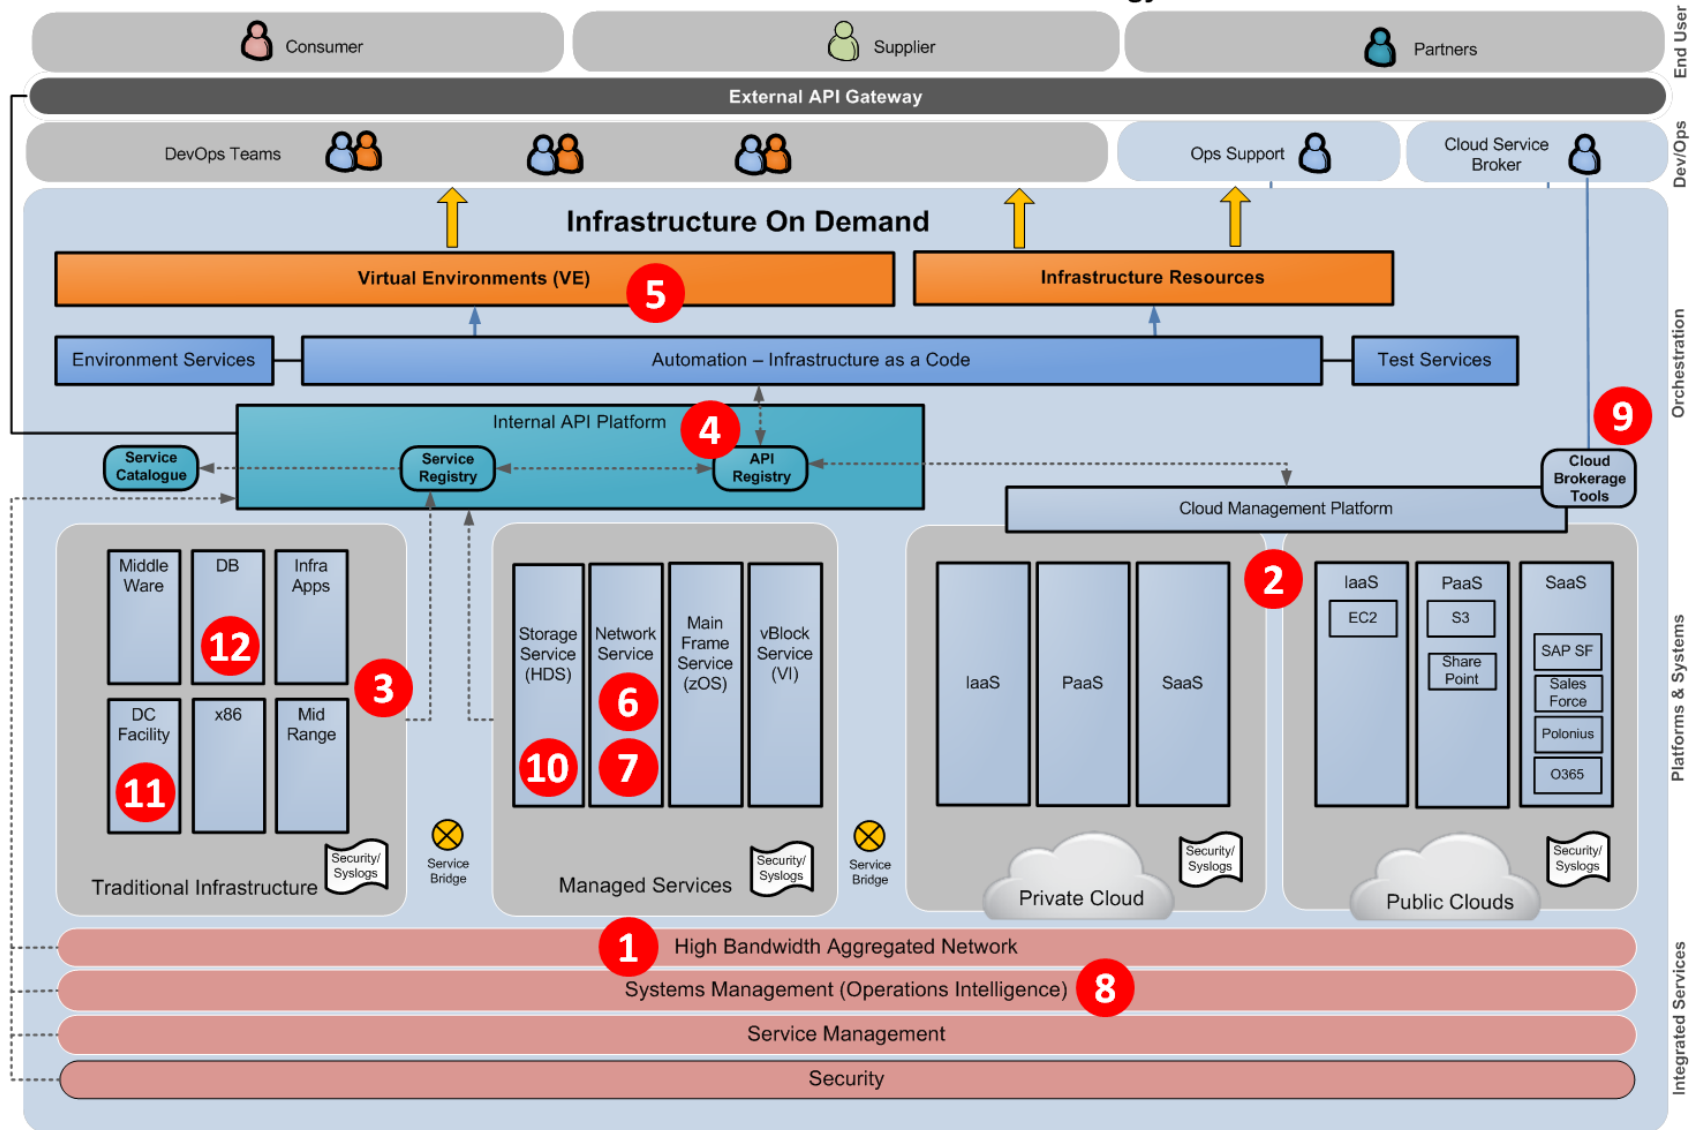 gy
Consumer
Supplier
Partners
End User
External API Gateway
DevOps Teams
Ops Support
Cloud Service
Broker
Dev/Ops
Infrastructure On Demand
Virtual Environments (VE)
5
Infrastructure Resources
Environment Services
Automation – Infrastructure as a Code
Test Services
Orchestration
Internal API Platform
4
9
Service
Catalogue
Service
Registry
API
Registry
Cloud
Brokerage
Tools
Cloud Management Platform
Middle
Ware
DB
12
Infra
Apps
3
DC
Facility
11
x86
Mid
Range
Security/
Syslogs
Traditional Infrastructure
Service
Bridge
Storage
Service
(HDS)
10
Network
Service
6
7
Main
Frame
Service
(zOS)
vBlock
Service
(VI)
Security/
Syslogs
Managed Services
Service
Bridge
IaaS
PaaS
SaaS
Security/
Syslogs
Private Cloud
2
IaaS
EC2
PaaS
S3
Share
Point
SaaS
SAP SF
Sales
Force
Polonius
O365
Security/
Syslogs
Public Clouds
Platforms & Systems
1
High Bandwidth Aggregated Network
Systems Management (Operations Intelligence)
8
Service Management
Security
Integrated Services